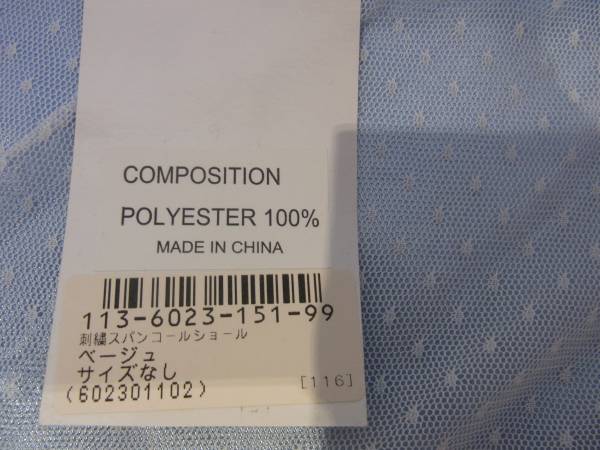 COMPOSITION
POLYESTER 100%
MADE IN CHINA
113-6023-151-99
刺繍スパンコールショール
ベージュ
サイズなし
(602301102)
[116]